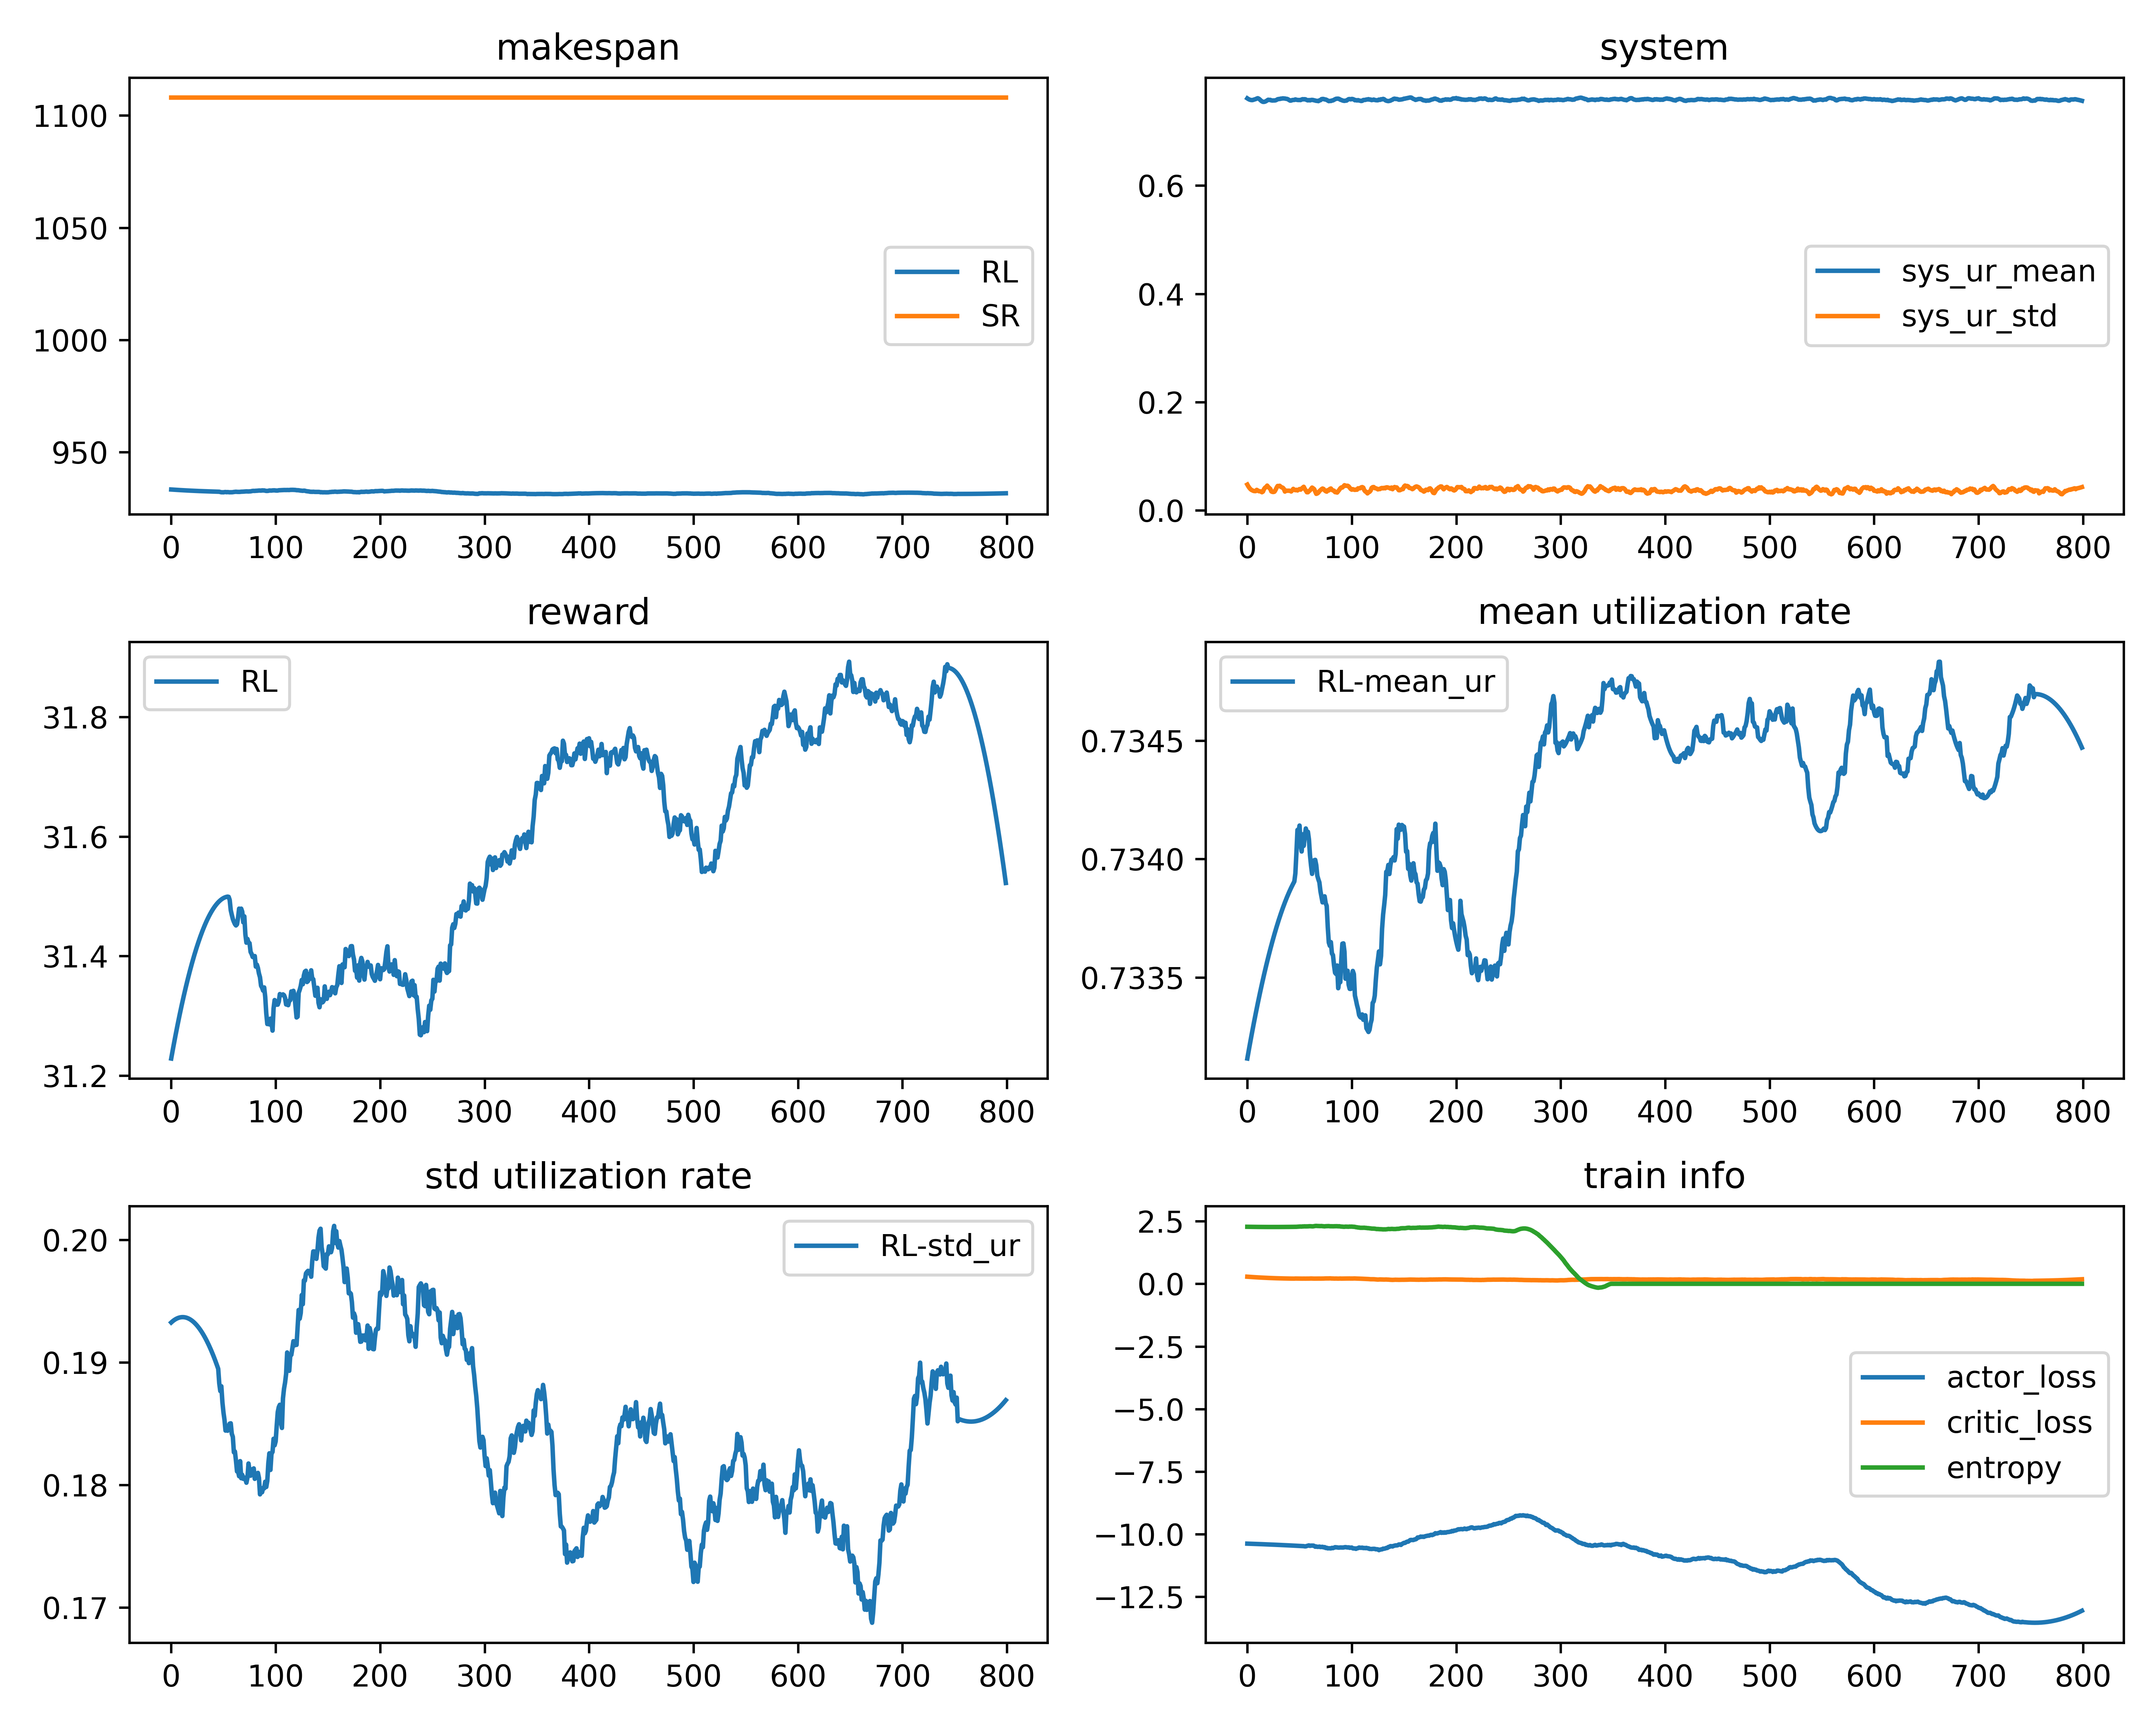 makespan
1100
1050
1000
950
RL
SR
0 100 200 300 400 500 600 700 800
system
0.6
0.4
0.2
0.0
sys_ur_mean
sys_ur_std
0 100 200 300 400 500 600 700 800
reward
RL
31.8
31.6
31.4
31.2
0 100 200 300 400 500 600 700 800
mean utilization rate
RL-mean_ur
0.7345
0.7340
0.7335
0 100 200 300 400 500 600 700 800
std utilization rate
RL-std_ur
0.20
0.19
0.18
0.17
0 100 200 300 400 500 600 700 800
train info
2.5
0.0
−2.5
−5.0
−7.5
−10.0
−12.5
actor_loss
critic_loss
entropy
0 100 200 300 400 500 600 700 800